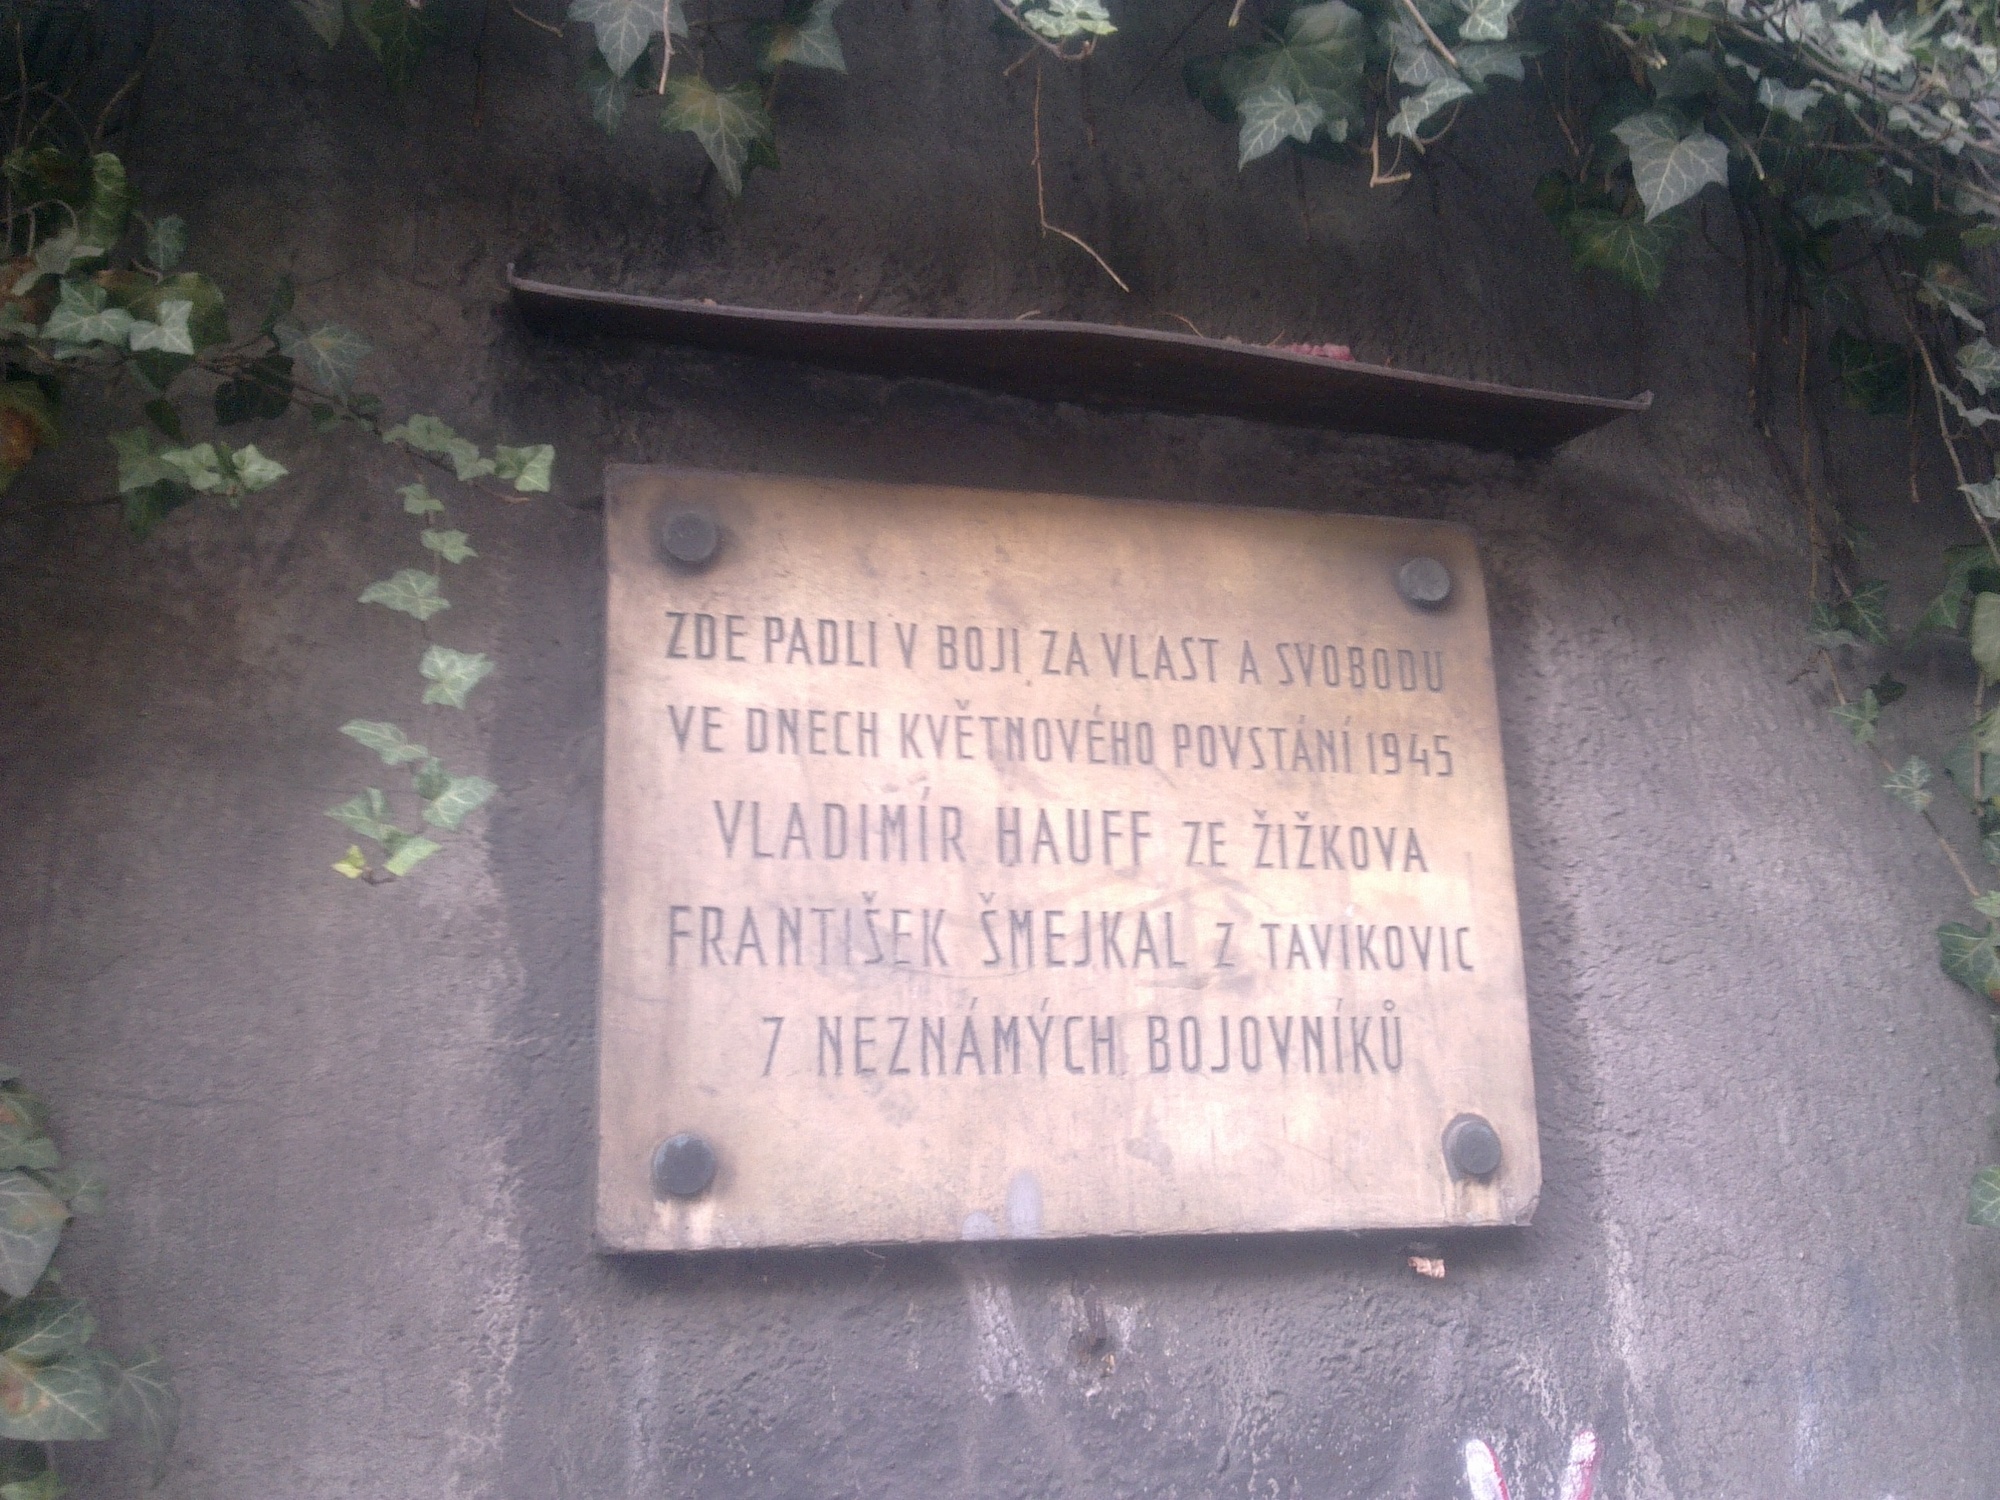 ZDE PADLI V BOJI ZA VLAST A SVOBODU
VE DNECH KVĚTNOVÉHO POVSTÁNÍ 1945
VLADIMÍR HAUFF ZE ŽIŽKOVA
FRANTIŠEK ŠMEJKAL Z TAVIKOVIC
7 NEZNÁMÝCH BOJOVNÍKŮ